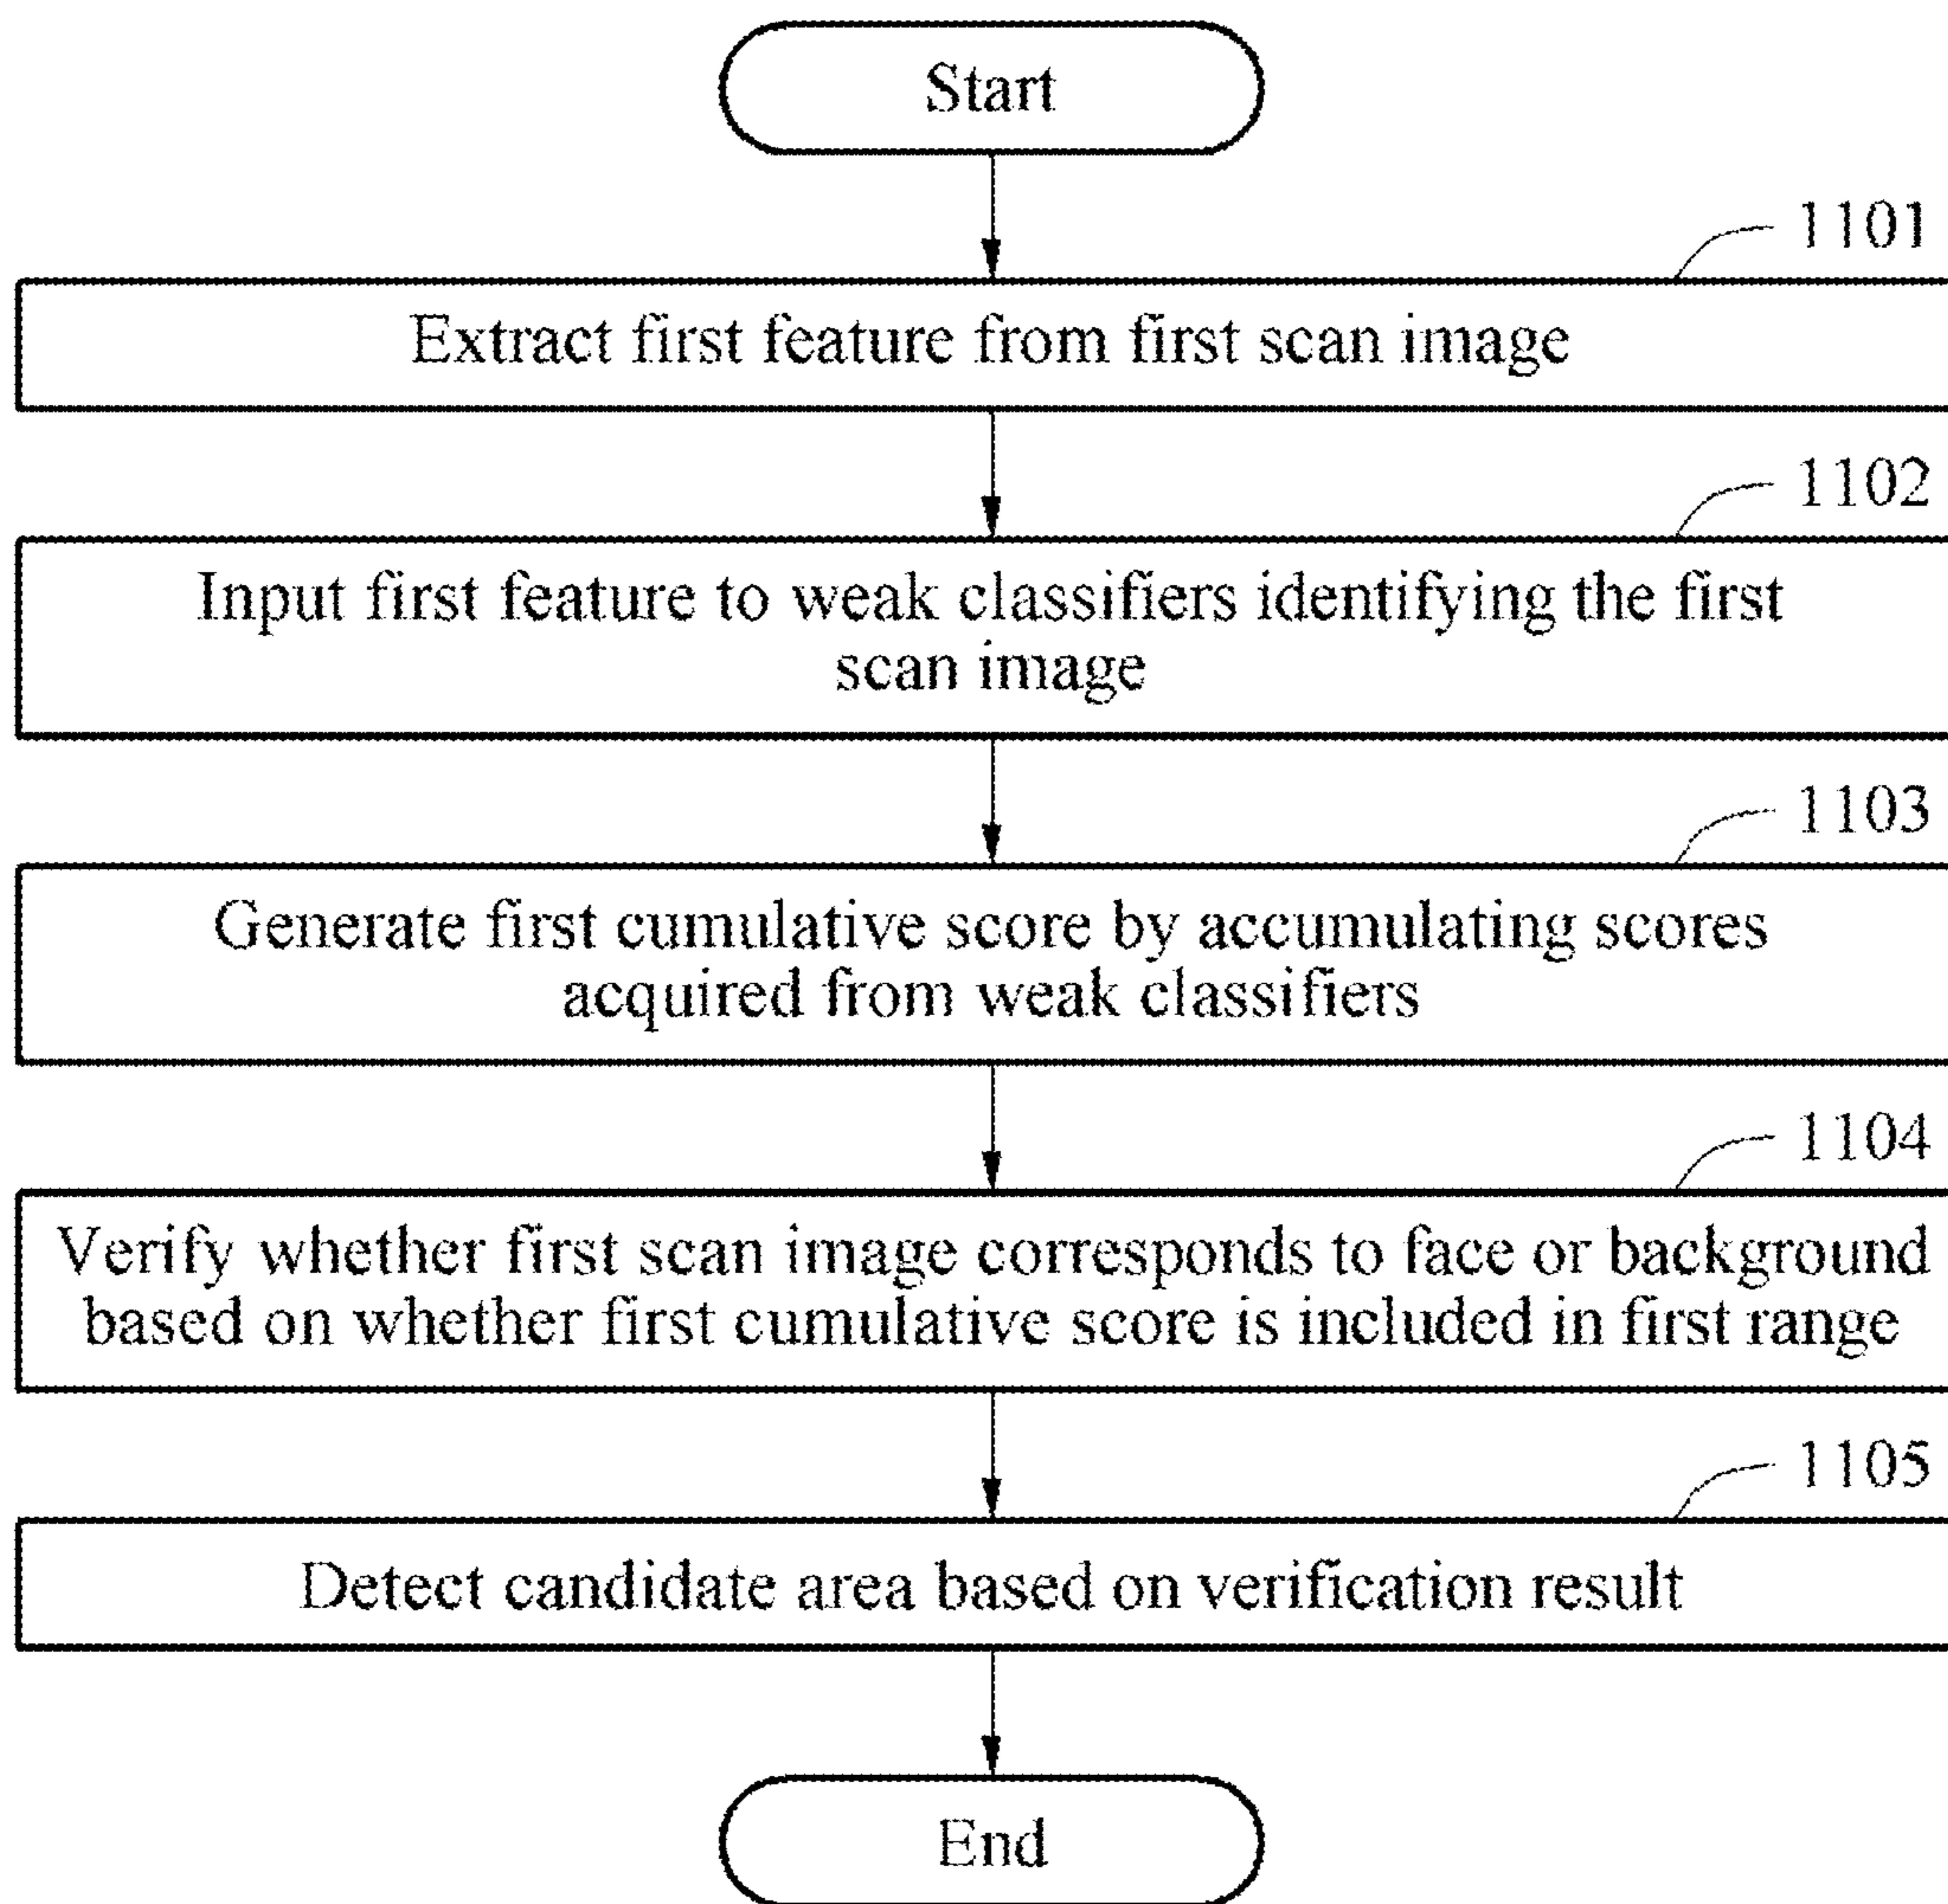 Start
1101
Extract first feature from first scan image
1102
Input first feature to weak classifiers identifying the first
scan image
1103
Generate first cumulative score by accumulating scores
acquired from weak classifiers
1104
Verify whether first scan image corresponds to face or background
based on whether first cumulative score is included in first range
1105
Detect candidate area based on verification result
End